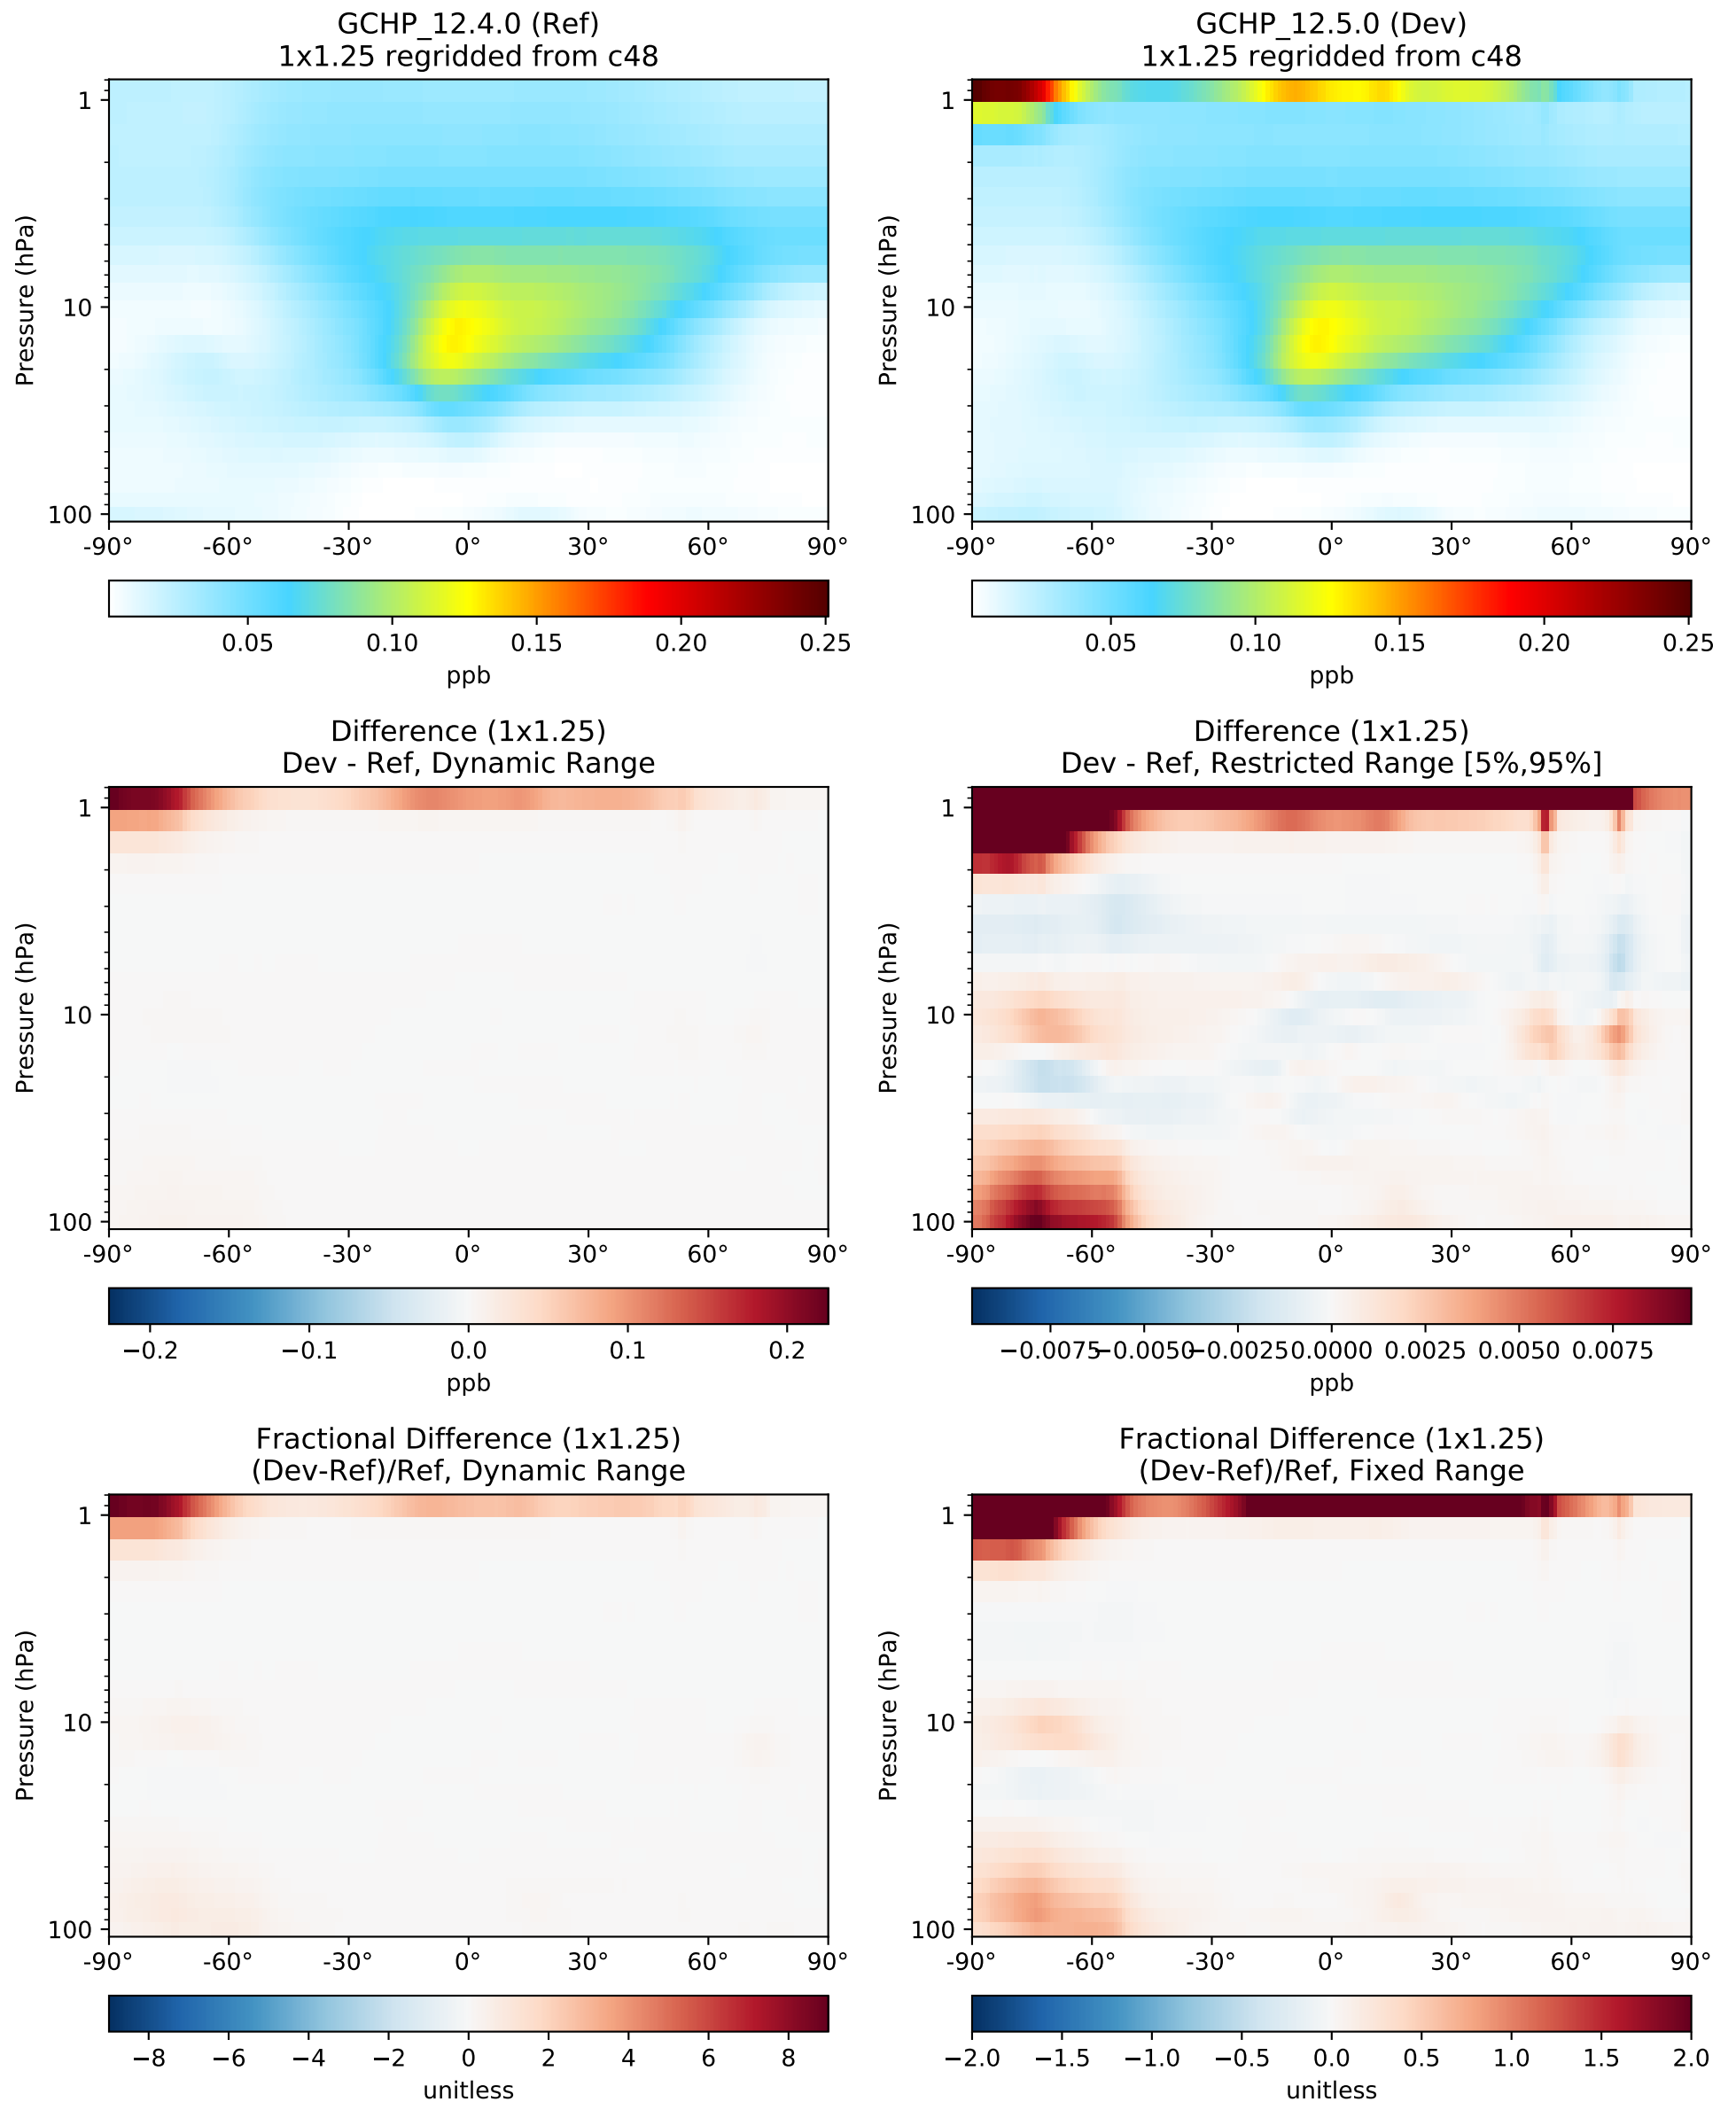 GCHP_12.4.0 (Ref)
1x1.25 regridded from c48
Pressure (hPa)
1
10
100
-90° -60° -30° 0° 30° 60° 90°
0.05 0.10 0.15 0.20 0.25
ppb
GCHP_12.5.0 (Dev)
1x1.25 regridded from c48
Pressure (hPa)
1
10
100
-90° -60° -30° 0° 30° 60° 90°
0.05 0.10 0.15 0.20 0.25
ppb
Difference (1x1.25)
Dev - Ref, Dynamic Range
Pressure (hPa)
1
10
100
-90° -60° -30° 0° 30° 60° 90°
−0.2 −0.1 0.0 0.1 0.2
ppb
Difference (1x1.25)
Dev - Ref, Restricted Range [5%,95%]
Pressure (hPa)
1
10
100
-90° -60° -30° 0° 30° 60° 90°
−0.0075 −0.0050 −0.0025 0.0000 0.0025 0.0050 0.0075
ppb
Fractional Difference (1x1.25)
(Dev-Ref)/Ref, Dynamic Range
Pressure (hPa)
1
10
100
-90° -60° -30° 0° 30° 60° 90°
−8 −6 −4 −2 0 2 4 6 8
unitless
Fractional Difference (1x1.25)
(Dev-Ref)/Ref, Fixed Range
Pressure (hPa)
1
10
100
-90° -60° -30° 0° 30° 60° 90°
−2.0 −1.5 −1.0 −0.5 0.0 0.5 1.0 1.5 2.0
unitless